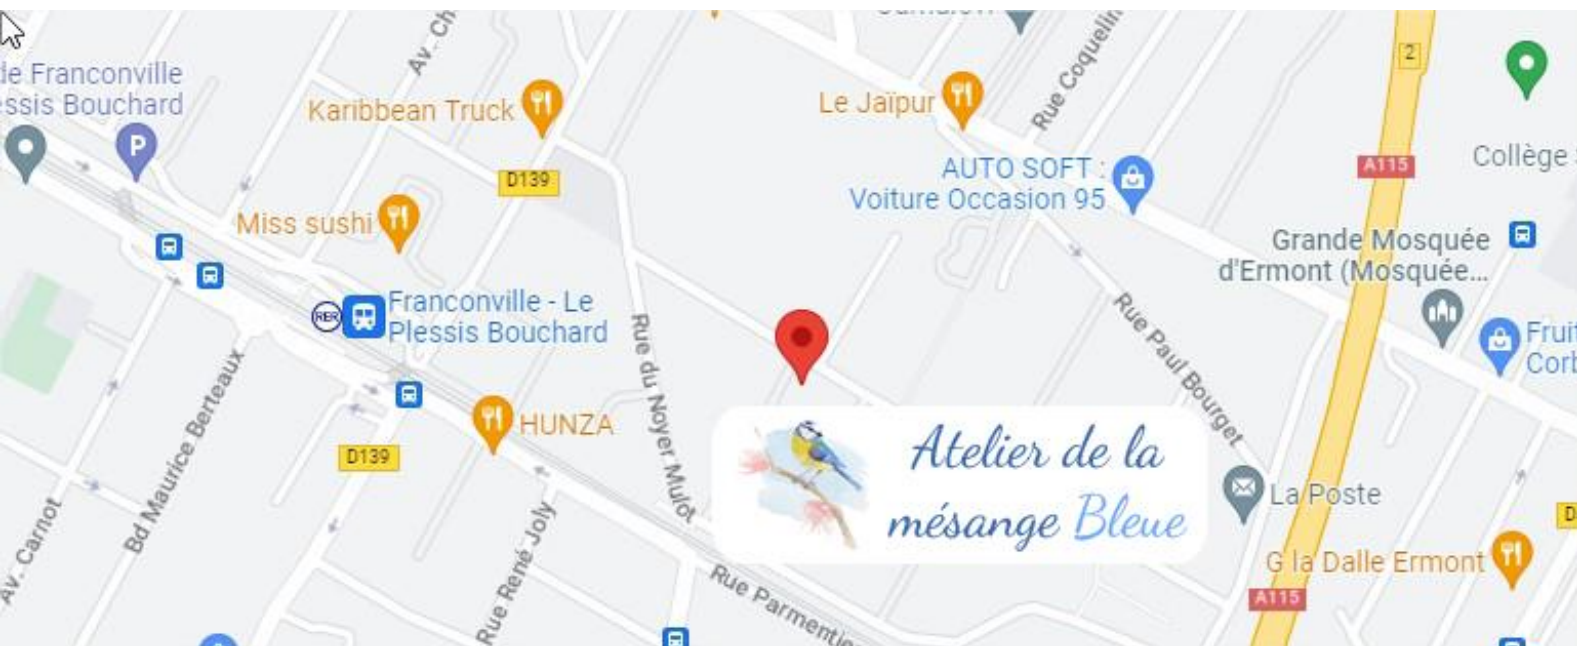 de Franconville
essis Bouchard
P
Av. Ch
Karibbean Truck
D139
Miss sushi
RER
Franconville - Le
Plessis Bouchard
HUNZA
D139
Bd Maurice Berteaux
Av. Carnot
Rue René Joly
Rue du Noyer Mulot
Rue Parmentie
Le Jaïpur
Rue Coquelin
AUTO SOFT :
Voiture Occasion 95
2
A115
Collège
Grande Mosquée
d'Ermont (Mosquée...
Fruit
Corb
Rue Paul Bourget
Atelier de la
mésange Bleue
La Poste
D
G la Dalle Ermont
A115